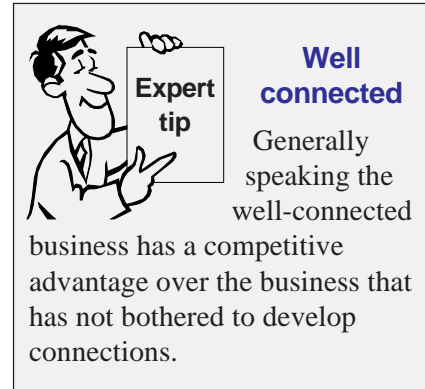 Expert
tip
Well
connected
Generally
speaking the
well-connected
business has a competitive
advantage over the business that
has not bothered to develop
connections.